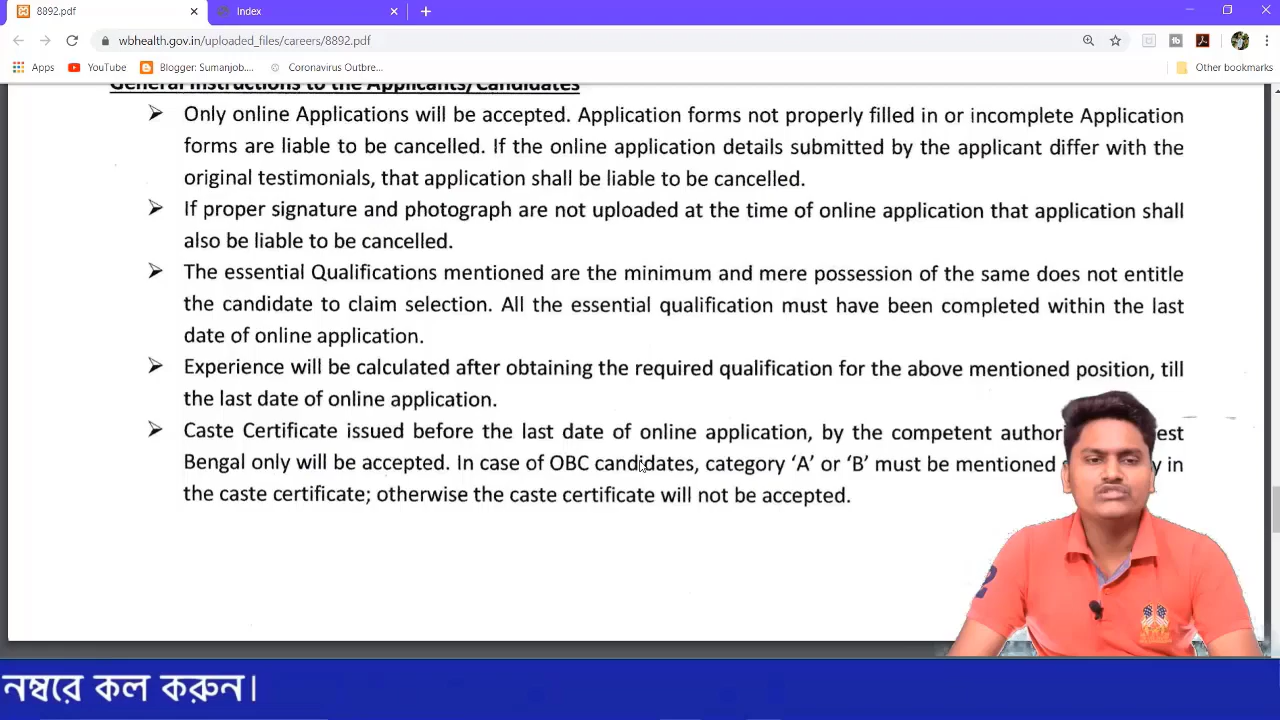 8892.pdf
Index
wbhealth.gov.in/uploaded_files/careers/8892.pdf
Apps
YouTube
Blogger: Sumanjob....
Coronavirus Outbre...
Other bookmarks
General Instructions to the Applicants/Candidates
Only online Applications will be accepted. Application forms not properly filled in or incomplete Application
forms are liable to be cancelled. If the online application details submitted by the applicant differ with the
original testimonials, that application shall be liable to be cancelled.
If proper signature and photograph are not uploaded at the time of online application that application shall
also be liable to be cancelled.
The essential Qualifications mentioned are the minimum and mere possession of the same does not entitle
the candidate to claim selection. All the essential qualification must have been completed within the last
date of online application.
Experience will be calculated after obtaining the required qualification for the above mentioned position, till
the last date of online application.
Caste Certificate issued before the last date of online application, by the competent author est
Bengal only will be accepted. In case of OBC candidates, category ‘A’ or ‘B’ must be mentioned y in
the caste certificate; otherwise the caste certificate will not be accepted.
নম্বরে কল করুন।